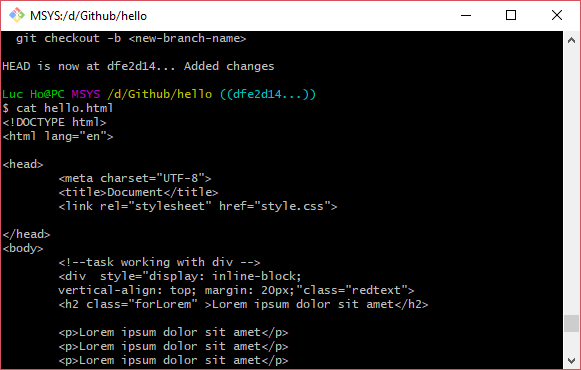 MSYS:/d/Github/hello
git checkout -b <new-branch-name>
HEAD is now at dfe2d14... Added changes
Luc Ho@PC MSYS /d/Github/hello ((dfe2d14...))
$ cat hello.html
<!DOCTYPE html>
<html lang="en">
<head>
<meta charset="UTF-8">
<title>Document</title>
<link rel="stylesheet" href="style.css">
</head>
<body>
<!--task working with div -->
<div  style="display: inline-block;
vertical-align: top; margin: 20px;"class="redtext">
<h2 class="forLorem" >Lorem ipsum dolor sit amet</h2>
<p>Lorem ipsum dolor sit amet</p>
<p>Lorem ipsum dolor sit amet</p>
<p>Lorem ipsum dolor sit amet</p>